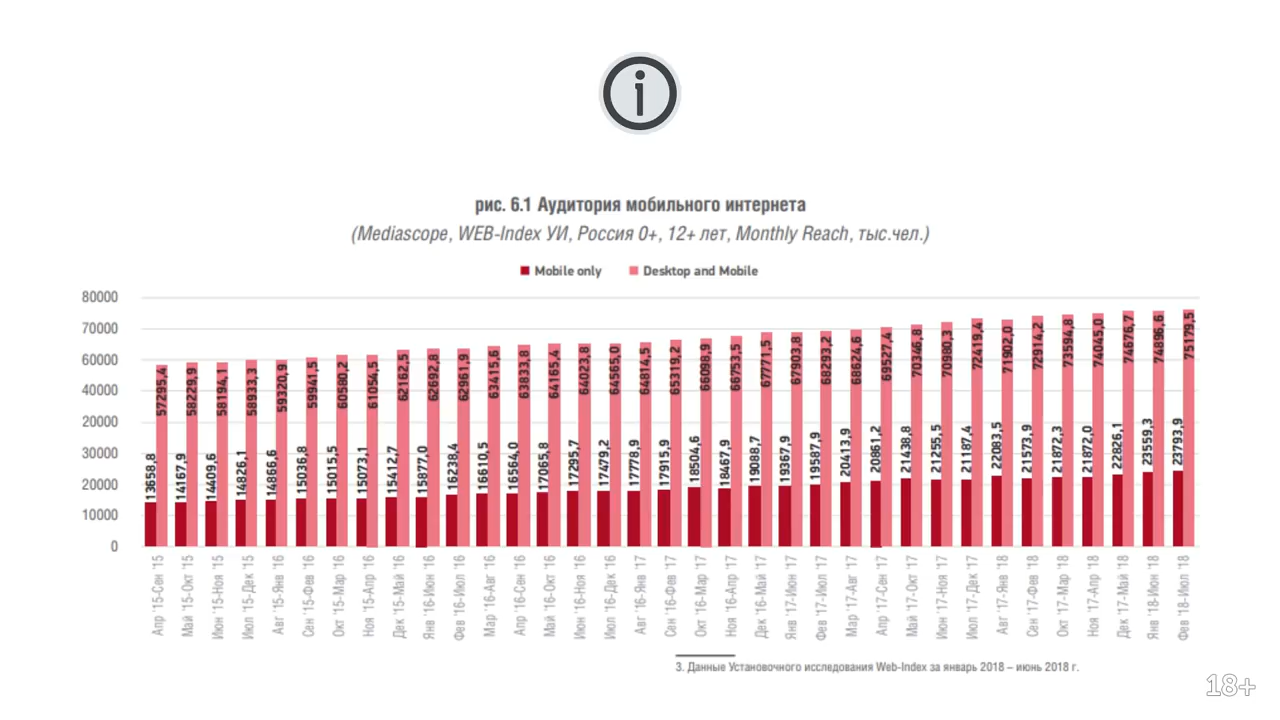 рис. 6.1 Аудитория мобильного интернета
(Mediascope, WEB-Index УИ, Россия 0+, 12+ лет, Monthly Reach, тыс.чел.)
Mobile only Desktop and Mobile
80000
70000
60000
40000
20000
30000
20000
10000
0
13658,8 57295,4
14167,9 58229,9
14409,6 58194,1
14826,1 58933,3
14866,6 59320,9
15036,8 59941,5
15015,5 60580,2
15073,1 61054,5
15412,7 62162,5
15877,0 62692,8
16238,4 62961,9
16610,5 63415,6
16564,0 63833,8
17065,8 64165,4
17295,7 64023,8
17479,2 64565,0
17778,9 64814,5
17915,9 65319,2
18504,6 66098,9
18467,9 66753,5
19088,7 67771,5
19367,9 67903,8
19587,9 68293,2
20413,9 68624,6
20861,2 69527,4
21438,8 70346,8
21255,5 70980,3
21187,4 72419,4
22083,5 71902,0
21573,9 72914,2
21872,3 73594,8
21872,0 74045,0
22826,1 74676,7
23559,3 74896,6
23793,9 75179,5
Апр '15-Сен '15
Май '15-Окт '15
Июн '15-Ноя '15
Июл '15-Дек '15
Авг '15-Янв '16
Сен '15-Фев '16
Окт '15-Мар '16
Ноя '15-Апр '16
Дек '15-Май '16
Янв '16-Июн '16
Фев '16-Июл '16
Мар '16-Авг '16
Апр '16-Сен '16
Май '16-Окт '16
Июн '16-Ноя '16
Июл '16-Дек '16
Авг '16-Янв '17
Сен '16-Фев '17
Окт '16-Мар '17
Ноя '16-Апр '17
Дек '16-Май '17
Янв '17-Июн '17
Фев '17-Июл '17
Мар '17-Авг '17
Апр '17-Сен '17
Май '17-Окт '17
Июн '17-Ноя '17
Июл '17-Дек '17
Авг '17-Янв '18
Сен '17-Фев '18
Окт '17-Мар '18
Ноя '17-Апр '18
Дек '17-Май '18
Янв '18-Июн '18
Фев '18-Июл '18
3. Данные Установочного исследования Web-Index за январь 2018 – июнь 2018 г.
18+